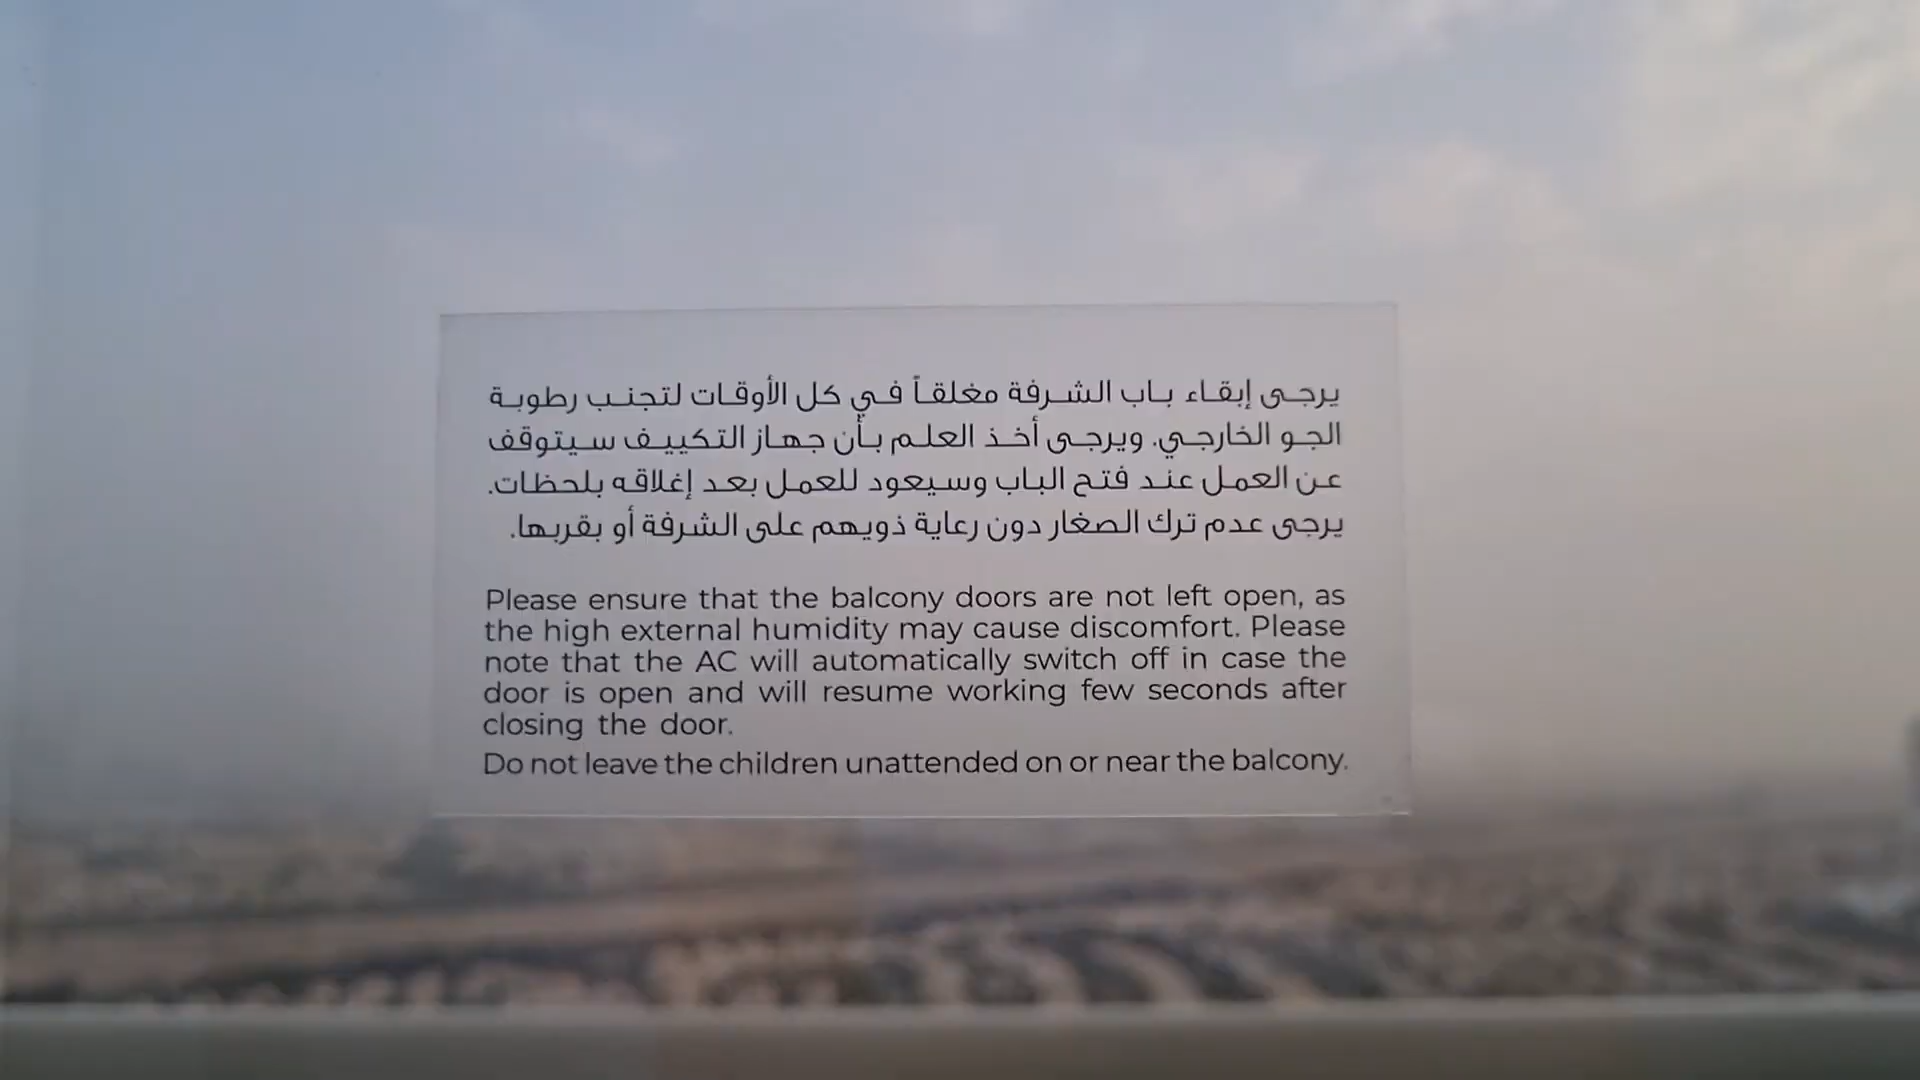 يرجى إبقاء باب الشرفة مغلقاً في كل الأوقات لتجنب رطوبة
الجو الخارجي. ويرجى أخذ العلم بأن جهاز التكييف سيتوقف
عن العمل عند فتح الباب وسيعود للعمل بعد إغلاقه بلحظات.
يرجى عدم ترك الصغار دون رعاية ذويهم على الشرفة أو بقربها.
Please ensure that the balcony doors are not left open, as
the high external humidity may cause discomfort. Please
note that the AC will automatically switch off in case the
door is open and will resume working few seconds after
closing the door.
Do not leave the children unattended on or near the balcony.